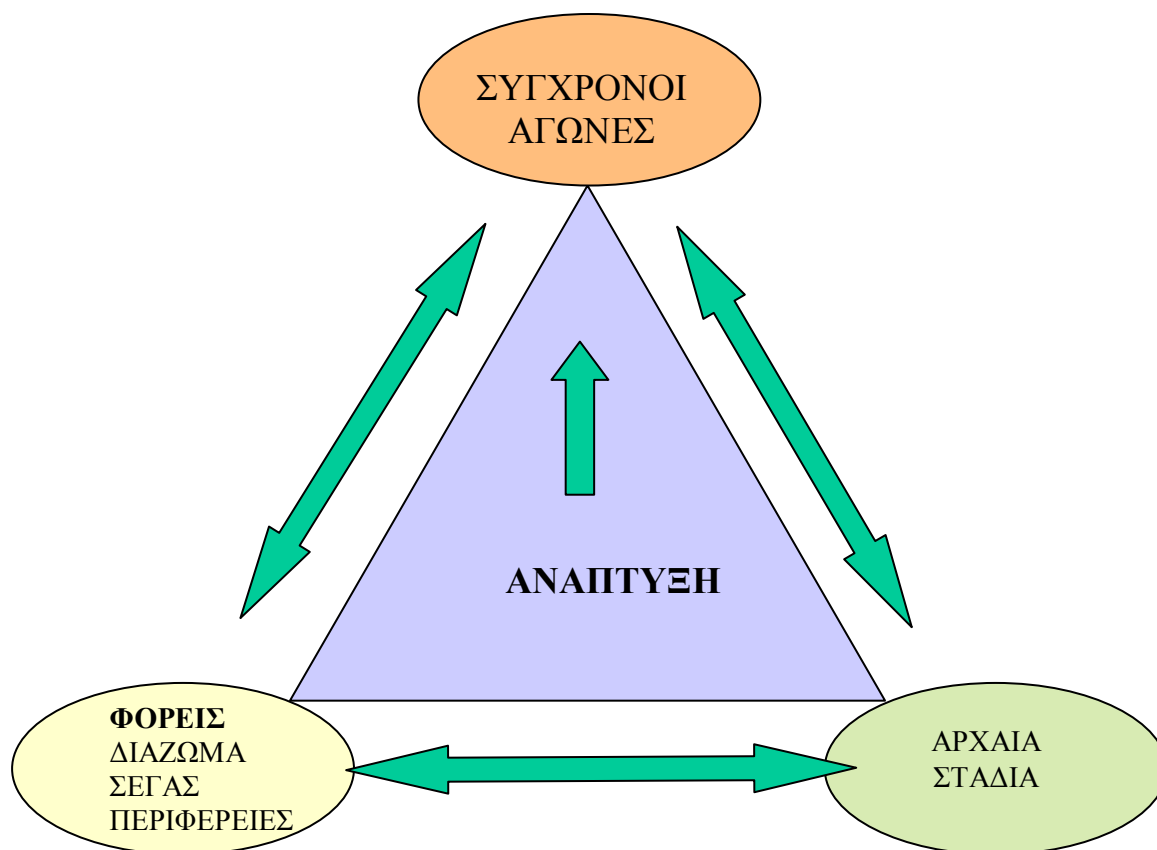 ΣΥΓΧΡΟΝΟΙ
ΑΓΩΝΕΣ
ΑΝΑΠΤΥΞΗ
ΦΟΡΕΙΣ
ΔΙΑΖΩΜΑ
ΣΕΓΑΣ
ΠΕΡΙΦΕΡΕΙΕΣ
ΑΡΧΑΙΑ
ΣΤΑΔΙΑ